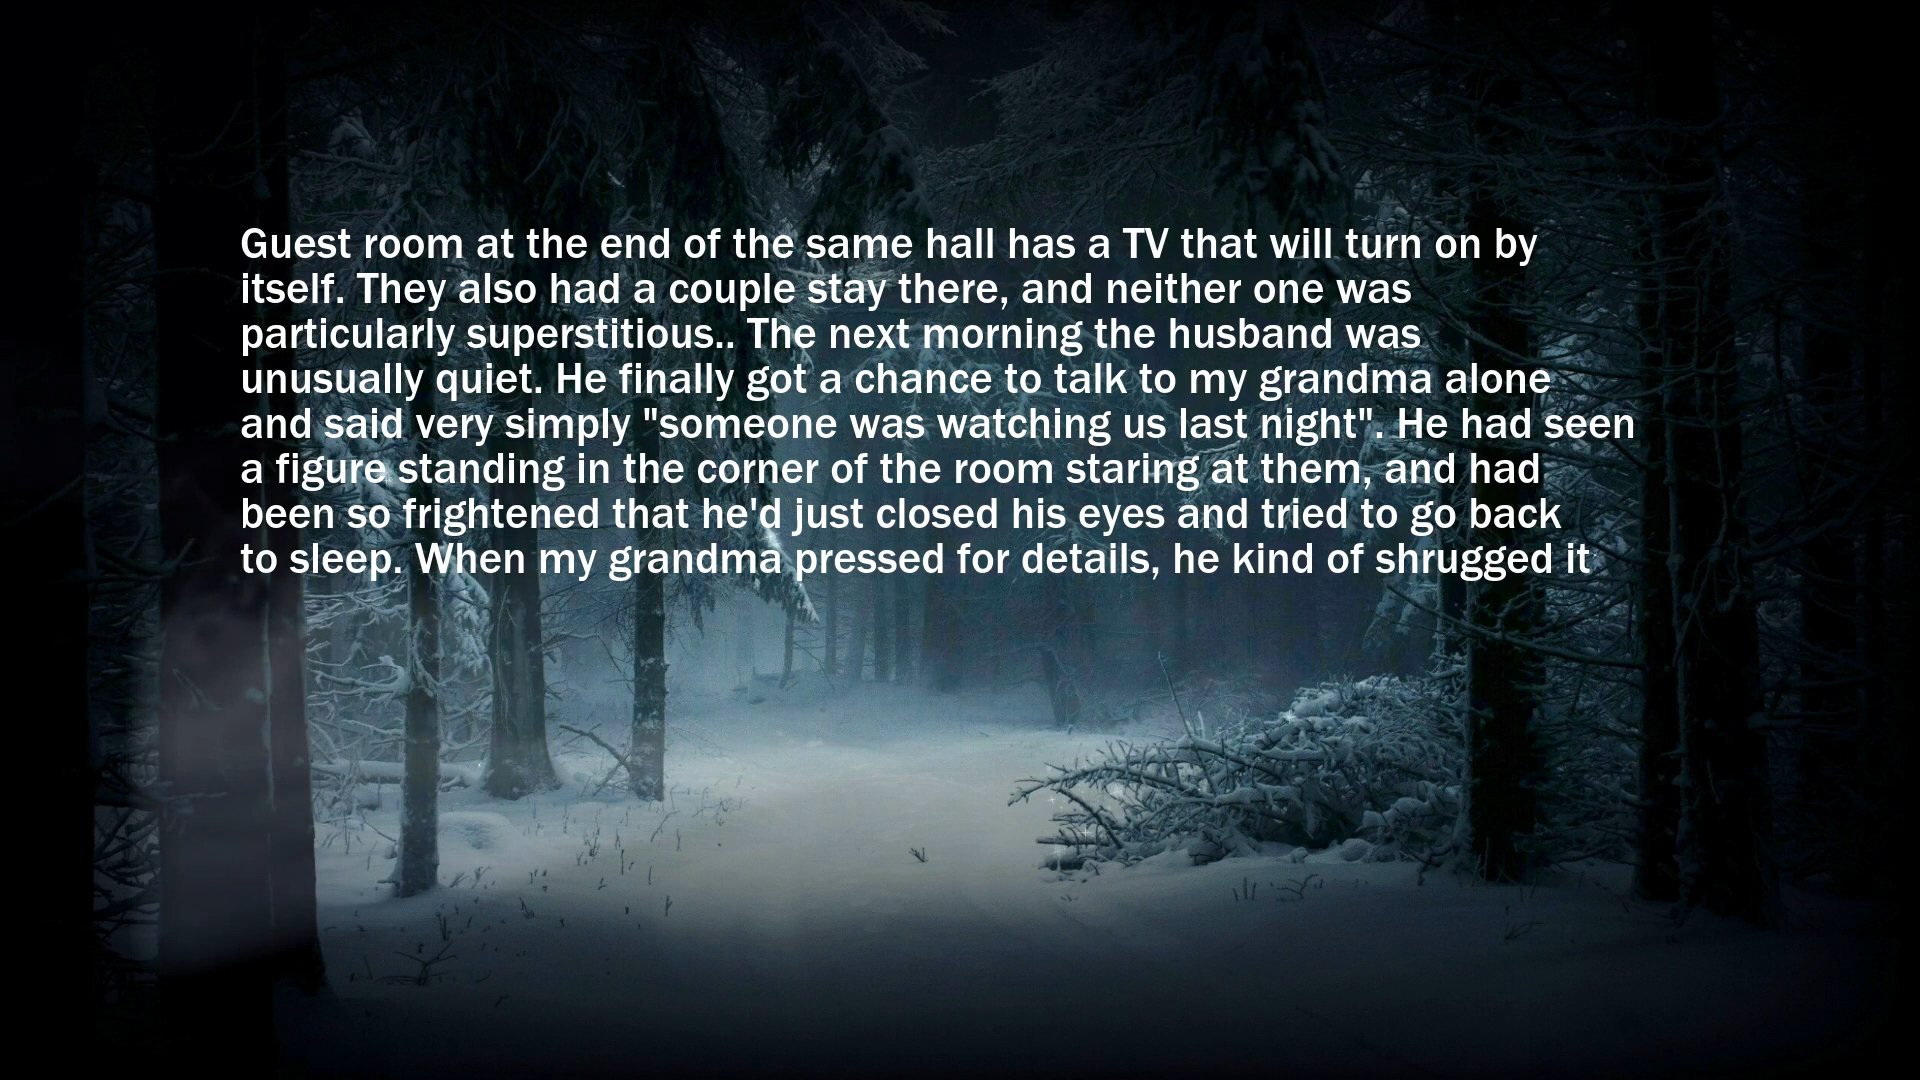 Guest room at the end of the same hall has a TV that will turn on by
itself. They also had a couple stay there, and neither one was
particularly superstitious.. The next morning the husband was
unusually quiet. He finally got a chance to talk to my grandma alone
and said very simply "someone was watching us last night". He had seen
a figure standing in the corner of the room staring at them, and had
been so frightened that he'd just closed his eyes and tried to go back
to sleep. When my grandma pressed for details, he kind of shrugged it